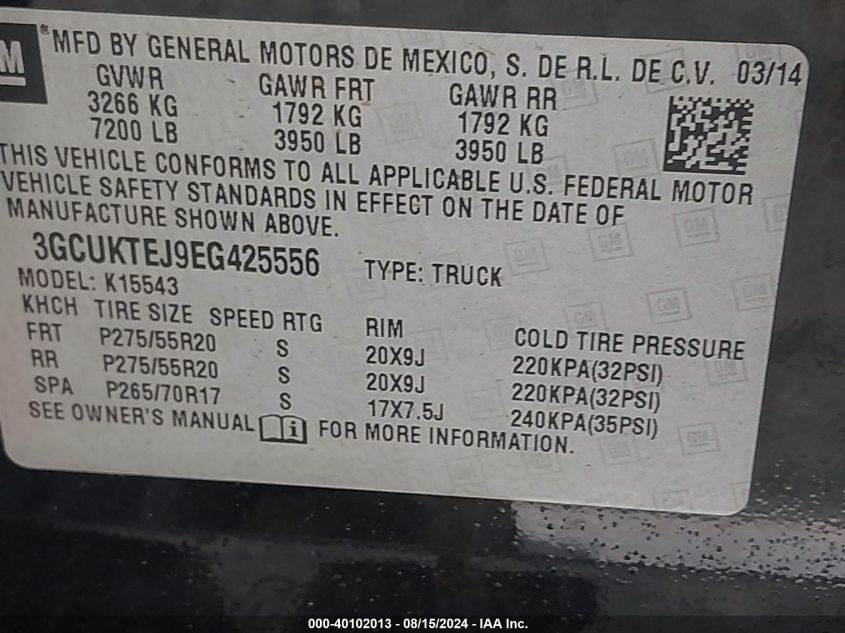 GM® MFD BY GENERAL MOTORS DE MEXICO, S. DE R.L. DE C.V. 03/14
GVWR GAWR FRT GAWR RR
3266 KG 1792 KG 1792 KG
7200 LB 3950 LB 3950 LB
THIS VEHICLE CONFORMS TO ALL APPLICABLE U.S. FEDERAL MOTOR
VEHICLE SAFETY STANDARDS IN EFFECT ON THE DATE OF
MANUFACTURE SHOWN ABOVE.
3GCUKTEJ9EG425556 TYPE: TRUCK
MODEL: K15543
KHCH TIRE SIZE SPEED RTG RIM COLD TIRE PRESSURE
FRT P275/55R20 S 20X9J 220KPA(32PSI)
RR P275/55R20 S 20X9J 220KPA(32PSI)
SPA P265/70R17 S 17X7.5J 240KPA(35PSI)
SEE OWNER'S MANUAL FOR MORE INFORMATION.
000-40102013 - 08/15/2024 - IAA Inc.